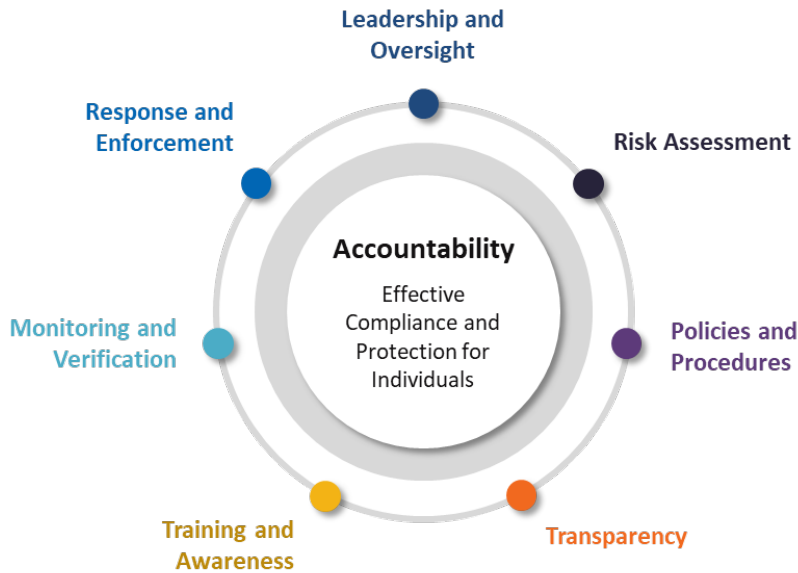 Leadership and
Oversight
Response and
Enforcement
Risk Assessment
Accountability
Effective
Compliance and
Protection for
Individuals
Monitoring and
Verification
Policies and
Procedures
Training and
Awareness
Transparency